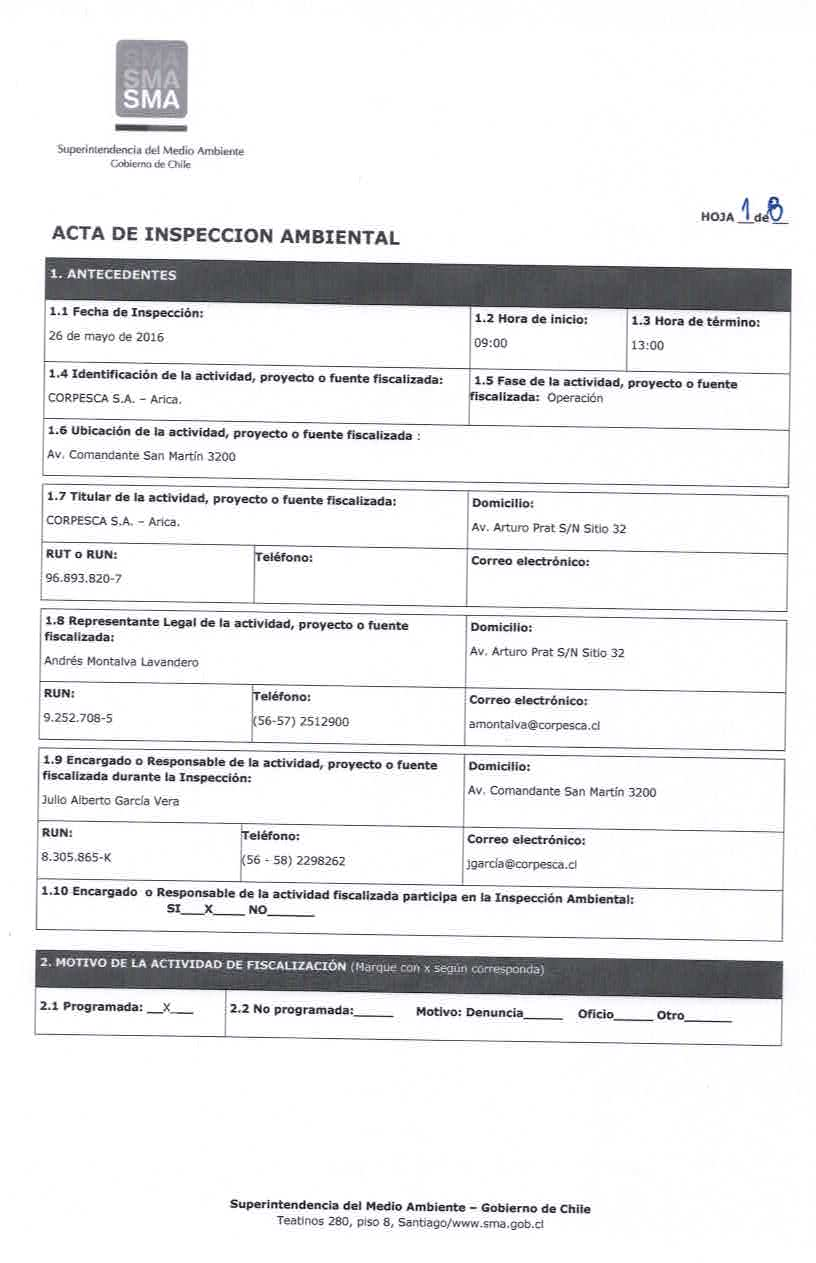 SMA
SMA
SMA
Superintendencia del Medio Ambiente
Gobierno de Chile
HOJA 1 de 8
ACTA DE INSPECCION AMBIENTAL
1. ANTECEDENTES
1.1 Fecha de Inspección:
26 de mayo de 2016
1.2 Hora de inicio:
09:00
1.3 Hora de término:
13:00
1.4 Identificación de la actividad, proyecto o fuente fiscalizada:
CORPESCA S.A. – Arica.
1.5 Fase de la actividad, proyecto o fuente
fiscalizada: Operación
1.6 Ubicación de la actividad, proyecto o fuente fiscalizada :
Av. Comandante San Martín 3200
1.7 Titular de la actividad, proyecto o fuente fiscalizada:
CORPESCA S.A. – Arica.
Domicilio:
Av. Arturo Prat S/N Sitio 32
RUT o RUN:
96.893.820-7
Teléfono:
Correo electrónico:
1.8 Representante Legal de la actividad, proyecto o fuente
fiscalizada:
Andrés Montalva Lavandero
Domicilio:
Av. Arturo Prat S/N Sitio 32
RUN:
9.252.708-5
Teléfono:
(56-57) 2512900
Correo electrónico:
amontalva@corpesca.cl
1.9 Encargado o Responsable de la actividad, proyecto o fuente
fiscalizada durante la Inspección:
Julio Alberto García Vera
Domicilio:
Av. Comandante San Martín 3200
RUN:
8.305.865-K
Teléfono:
(56 - 58) 2298262
Correo electrónico:
jgarcia@corpesca.cl
1.10 Encargado o Responsable de la actividad fiscalizada participa en la Inspección Ambiental:
SI___X____ NO______
2. MOTIVO DE LA ACTIVIDAD DE FISCALIZACIÓN (Marque con x según corresponda)
2.1 Programada: __X___
2.2 No programada:_____ Motivo: Denuncia_____ Oficio_____ Otro______
Superintendencia del Medio Ambiente – Gobierno de Chile
Teatinos 280, piso 8, Santiago/www.sma.gob.cl